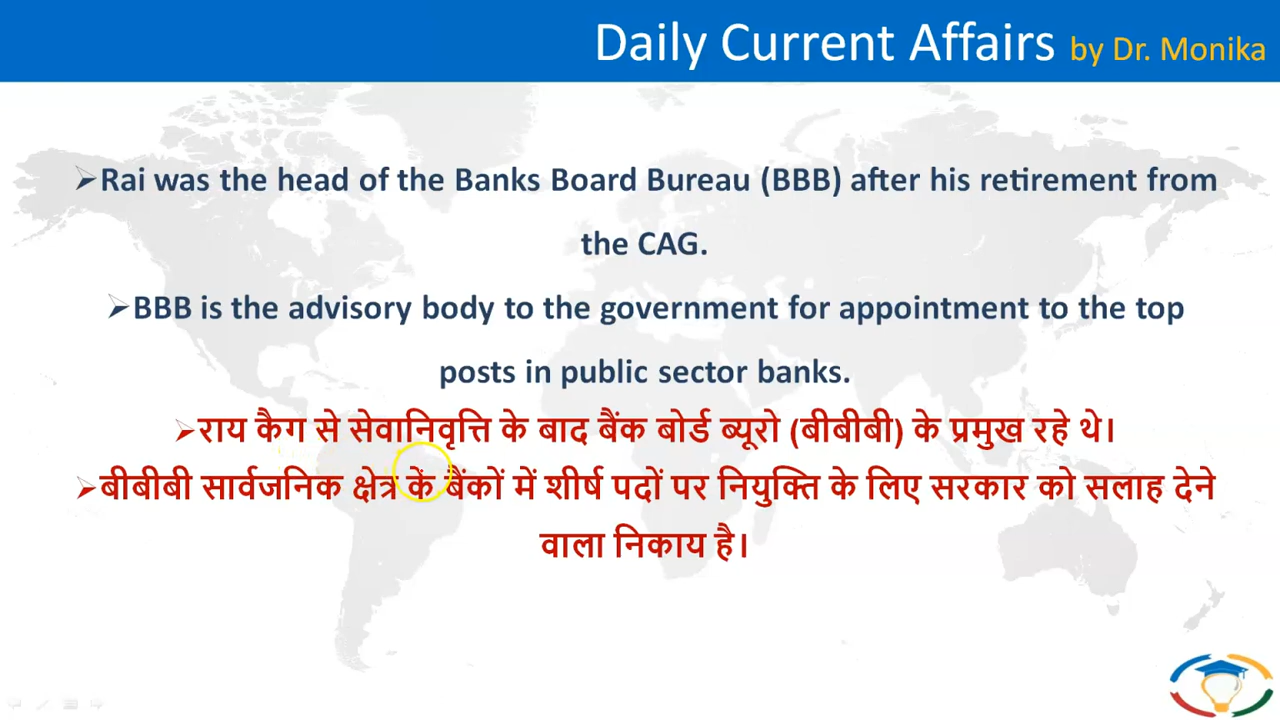 Daily Current Affairs by Dr. Monika
➢Rai was the head of the Banks Board Bureau (BBB) after his retirement from
the CAG.
➢BBB is the advisory body to the government for appointment to the top
posts in public sector banks.
➢राय कैग से सेवानिवृत्ति के बाद बैंक बोर्ड ब्यूरो (बीबीबी) के प्रमुख रहे थे।
➢बीबीबी सार्वजनिक क्षेत्र कें बैंकों में शीर्ष पदों पर नियुक्ति के लिए सरकार को सलाह देने
वाला निकाय है।